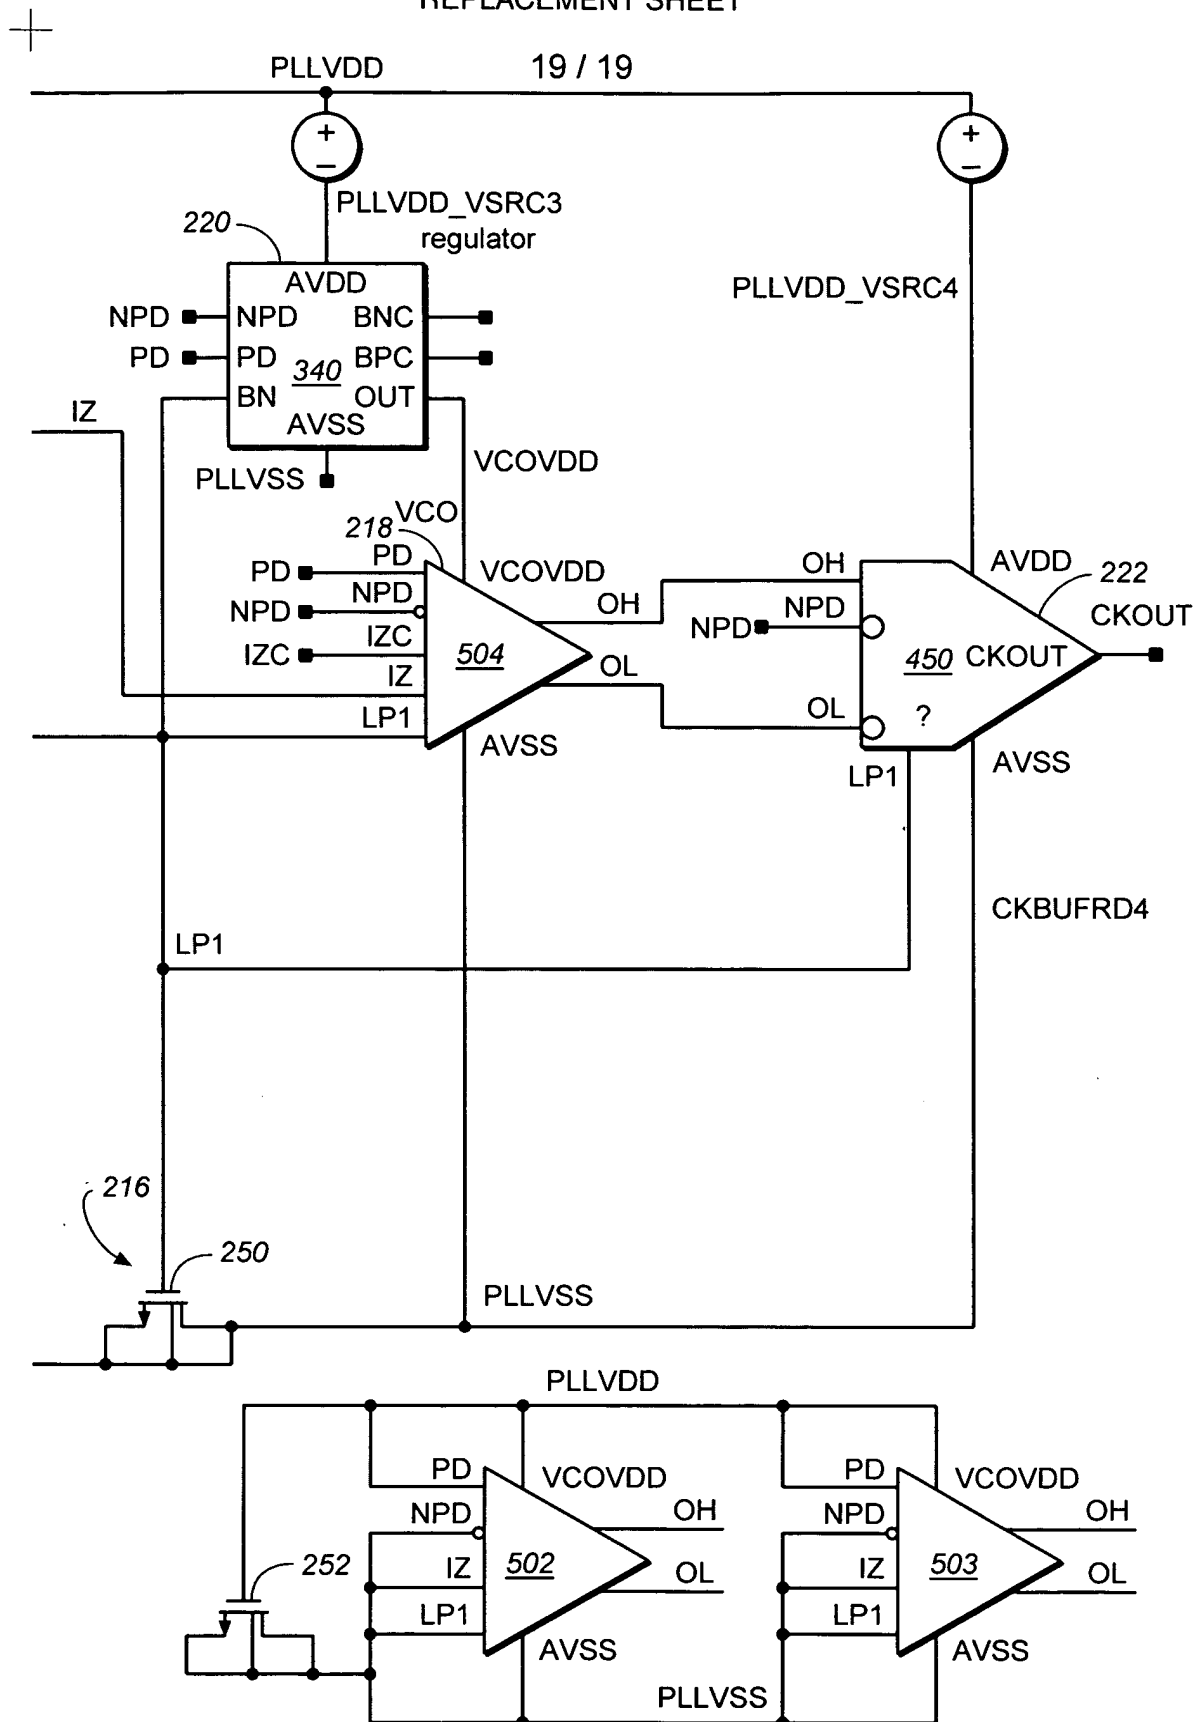 REPLACEMENT SHEET
19 / 19
PLLVDD
+
−
+
−
PLLVDD_VSRC3
regulator
220
PLLVDD_VSRC4
AVDD
NPD
NPD
BNC
PD
PD
BPC
340
BN
OUT
AVSS
IZ
PLLVSS
VCOVDD
VCO
218
PD
PD
VCOVDD
NPD
NPD
IZC
IZC
504
IZ
LP1
AVSS
OH
OL
OH
NPD
NPD
OL
AVDD
222
CKOUT
450
CKOUT
?
LP1
AVSS
CKBUFRD4
LP1
216
250
PLLVSS
PLLVDD
PD
VCOVDD
NPD
OH
502
IZ
OL
LP1
AVSS
252
PD
VCOVDD
NPD
OH
503
IZ
OL
LP1
AVSS
PLLVSS